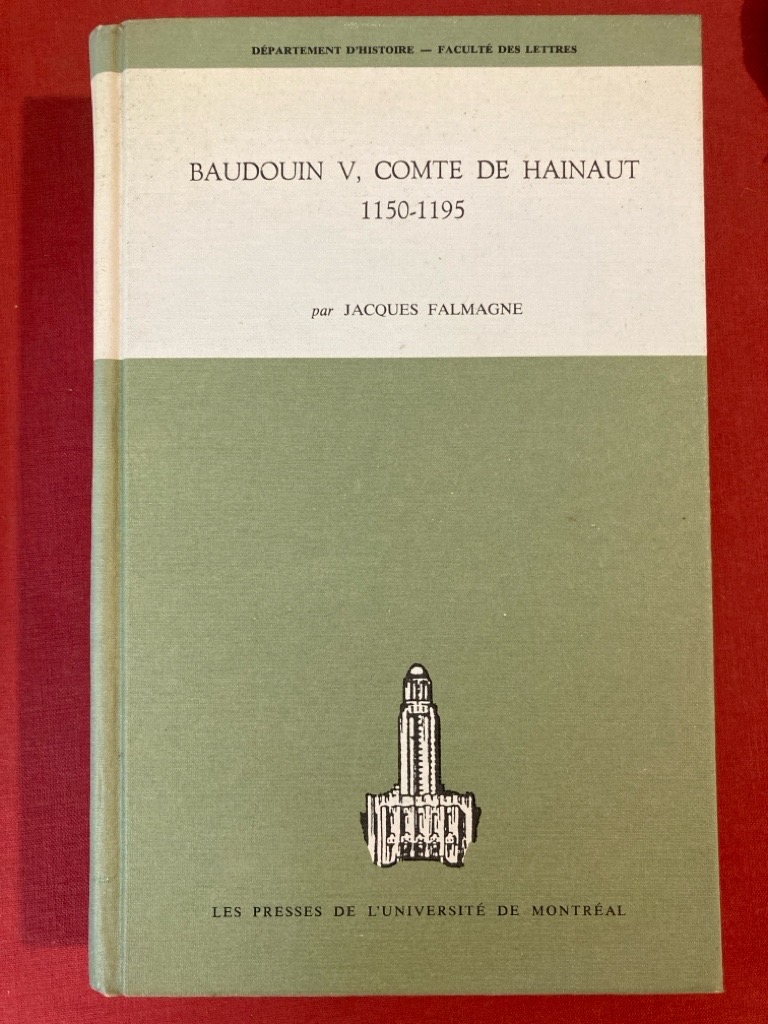 DÉPARTEMENT D'HISTOIRE — FACULTÉ DES LETTRES
BAUDOUIN V, COMTE DE HAINAUT
1150-1195
par JACQUES FALMAGNE
LES PRESSES DE L'UNIVERSITÉ DE MONTRÉAL